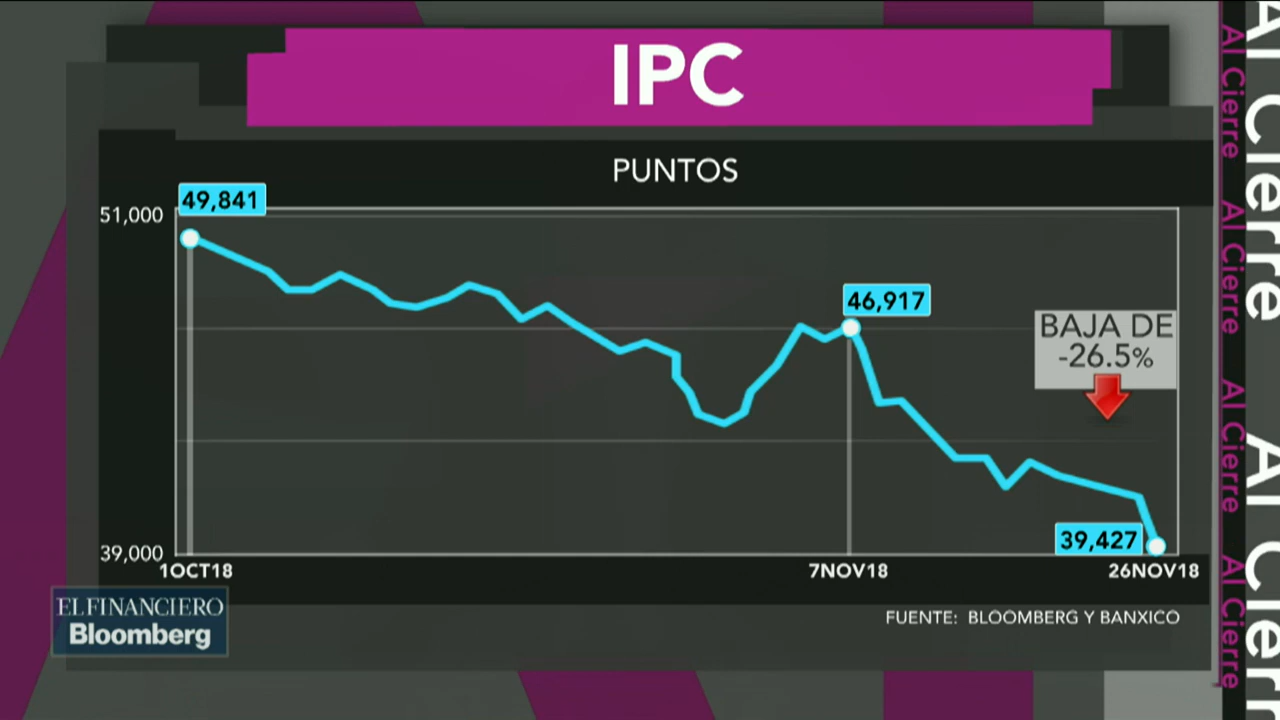 IPC
PUNTOS
51,000
49,841
46,917
BAJA DE
-26.5%
39,427
39,000
1OCT18
7NOV18
26NOV18
FUENTE: BLOOMBERG Y BANXICO
EL FINANCIERO
Bloomberg
Al Cierre
Al Cierre
Al Cierre
Al Cierre
Al Cierre
Al Cierre